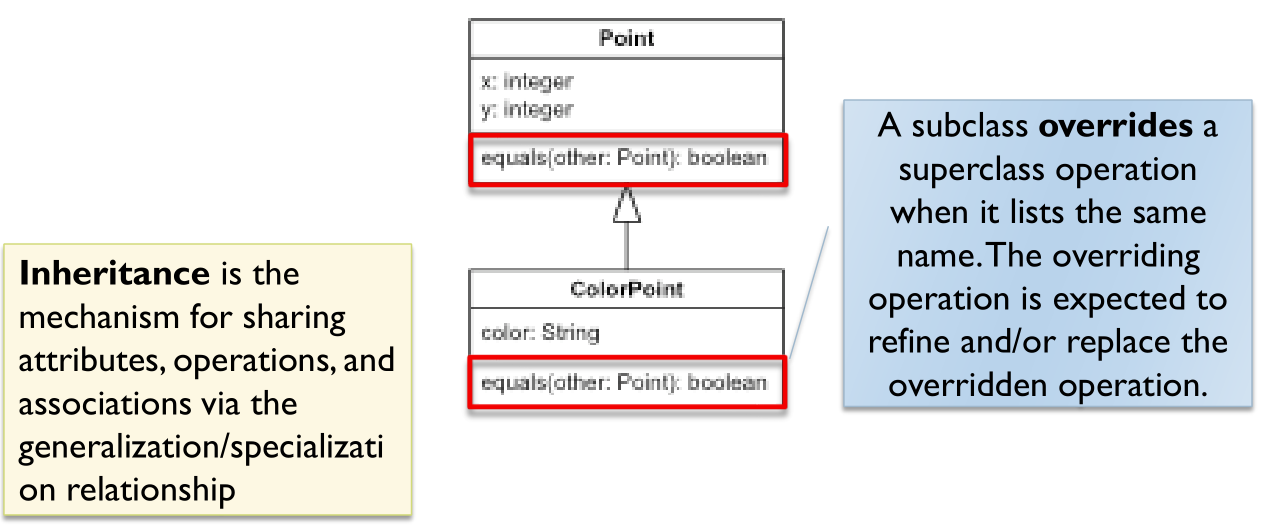 Point
x: integer
y: integer
equals(other: Point): boolean
ColorPoint
color: String
equals(other: Point): boolean
Inheritance is the
mechanism for sharing
attributes, operations, and
associations via the
generalization/specializati
on relationship
A subclass overrides a
superclass operation
when it lists the same
name. The overriding
operation is expected to
refine and/or replace the
overridden operation.